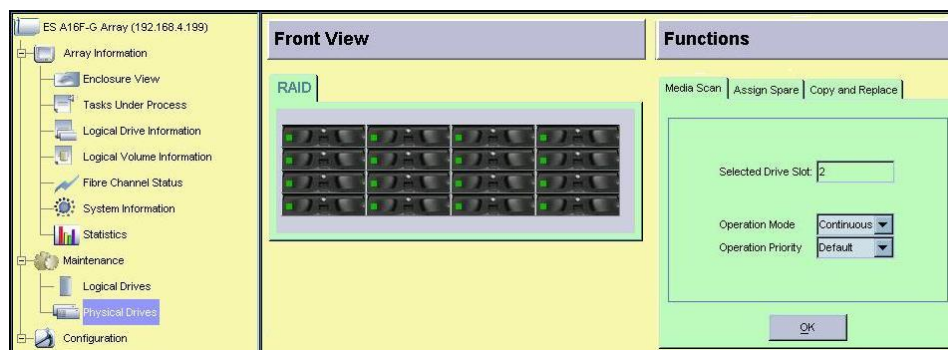 ES A16F-G Array (192.168.4.199)
Array Information
Enclosure View
Tasks Under Process
Logical Drive Information
Logical Volume Information
Fibre Channel Status
System Information
Statistics
Maintenance
Logical Drives
Physical Drives
Configuration
Front View
RAID
Functions
Media Scan
Assign Spare
Copy and Replace
Selected Drive Slot: 2
Operation Mode Continuous
Operation Priority Default
OK